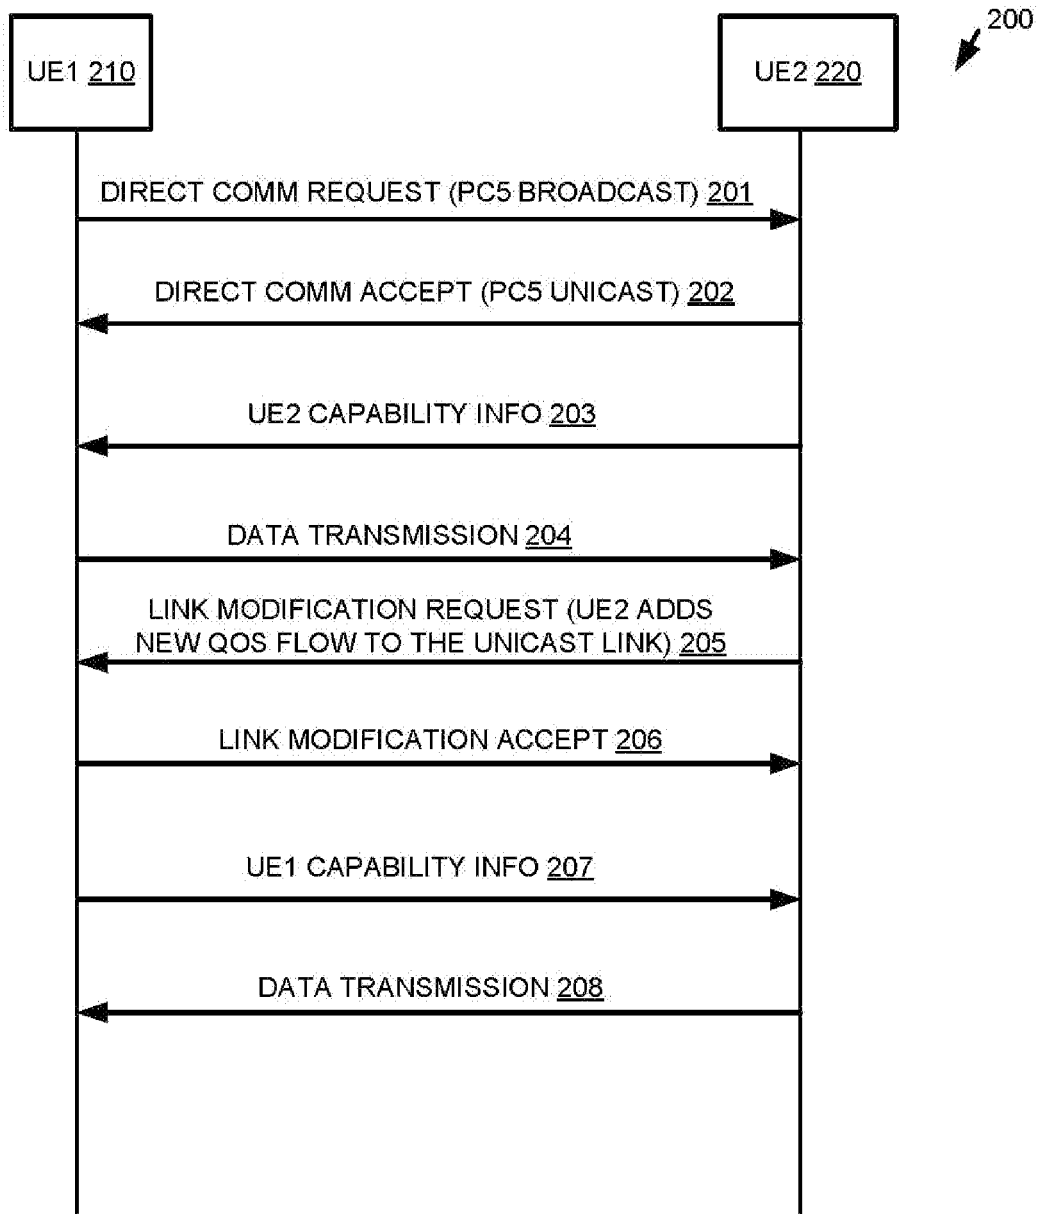 200
UE1 210
UE2 220
DIRECT COMM REQUEST (PC5 BROADCAST) 201
DIRECT COMM ACCEPT (PC5 UNICAST) 202
UE2 CAPABILITY INFO 203
DATA TRANSMISSION 204
LINK MODIFICATION REQUEST (UE2 ADDS
NEW QOS FLOW TO THE UNICAST LINK) 205
LINK MODIFICATION ACCEPT 206
UE1 CAPABILITY INFO 207
DATA TRANSMISSION 208